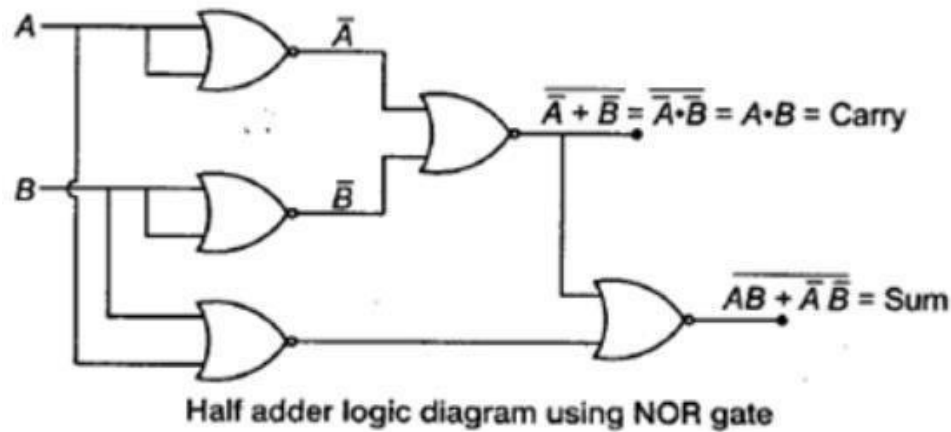 A
A̅
A̿ ̅+̅ ̅B̿ = A̿•̅B̿ = A•B = Carry
B
B̅
A̅B̅ ̅+̅ ̅A̿ ̅B̿ = Sum
Half adder logic diagram using NOR gate